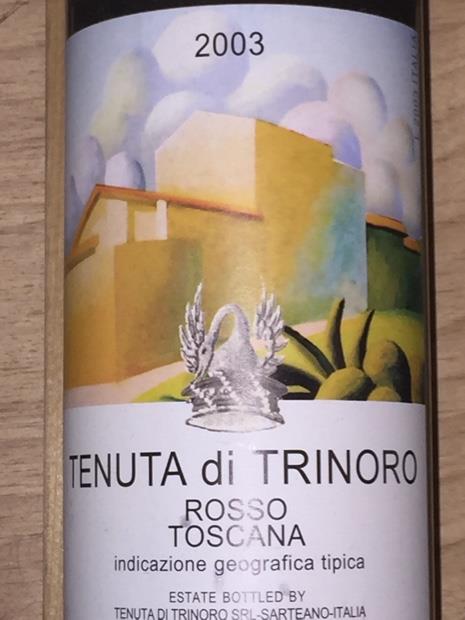 2003
TENUTA di TRINORO
ROSSO
TOSCANA
indicazione geografica tipica
ESTATE BOTTLED BY
TENUTA DI TRINORO SRL-SARTEANO-ITALIA